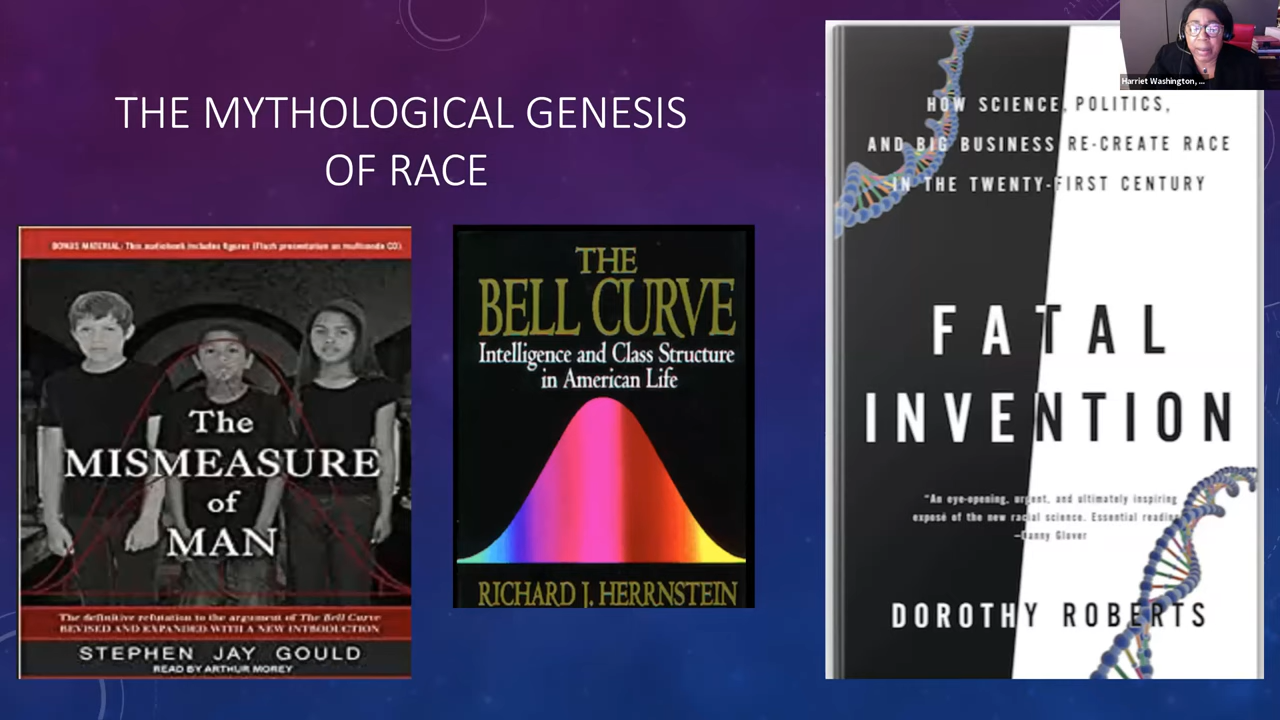 THE MYTHOLOGICAL GENESIS
OF RACE
BONUS MATERIAL: This audiobook includes figures (Flash presentation on multimedia CD)
The
MISMEASURE
of
MAN
The definitive refutation to the argument of The Bell Curve
REVISED AND EXPANDED WITH A NEW INTRODUCTION
STEPHEN JAY GOULD
READ BY ARTHUR MOREY
THE
BELL CURVE
Intelligence and Class Structure
in American Life
RICHARD J. HERRNSTEIN
HOW SCIENCE, POLITICS,
AND BIG BUSINESS RE-CREATE RACE
IN THE TWENTY-FIRST CENTURY
FATAL
INVENTION
"An eye-opening, urgent, and ultimately inspiring
exposé of the new racial science. Essential reading
—Danny Glover
DOROTHY ROBERTS
Harriet Washington, ...